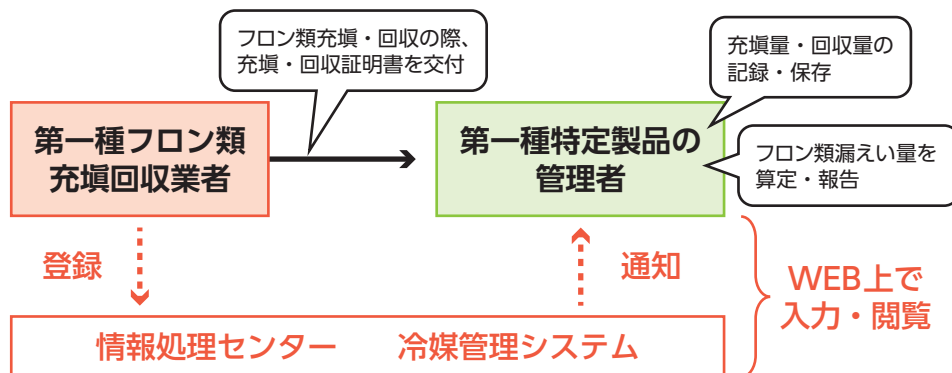 フロン類充塡・回収の際、
充塡・回収証明書を交付
充塡量・回収量の
記録・保存
第一種フロン類
充塡回収業者
第一種特定製品の
管理者
フロン類漏えい量を
算定・報告
登録
通知
WEB上で
入力・閲覧
情報処理センター 冷媒管理システム